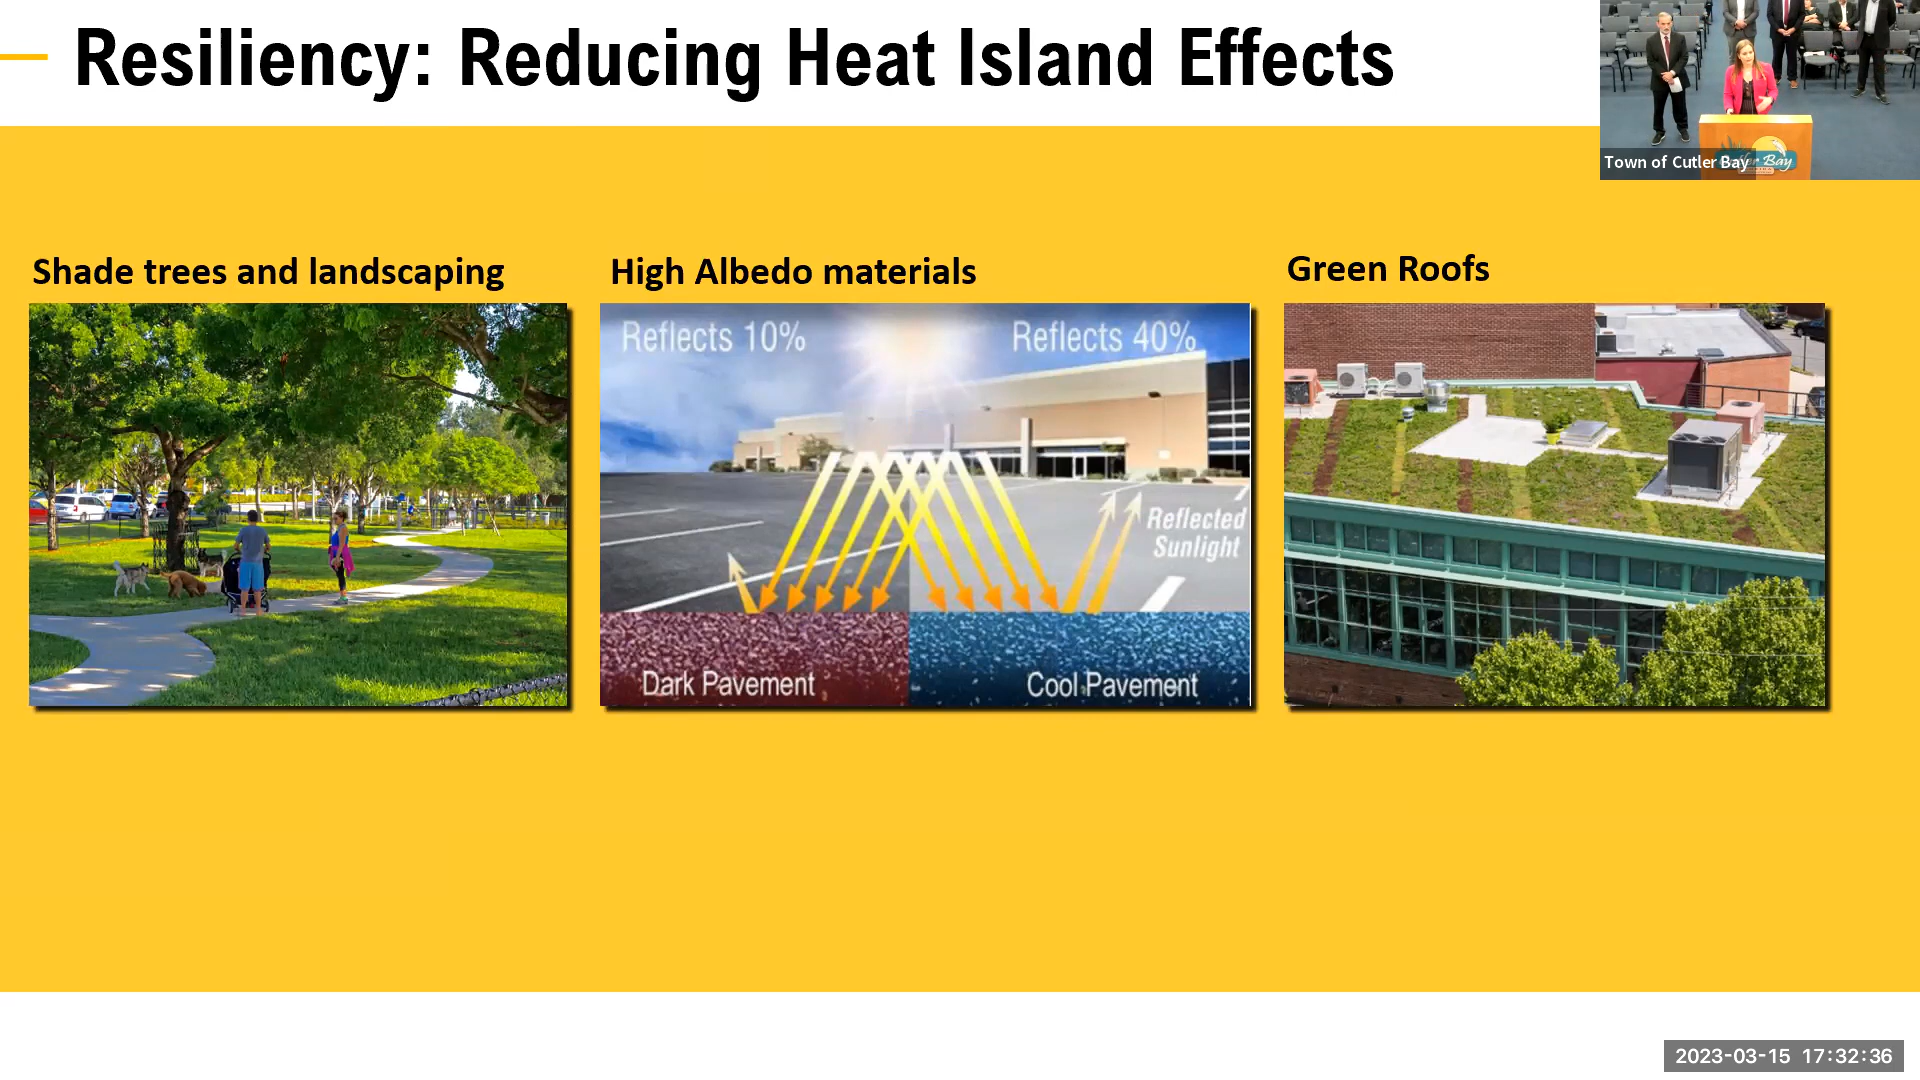 Resiliency: Reducing Heat Island Effects
Town of Cutler Bay
Shade trees and landscaping
High Albedo materials
Green Roofs
Reflects 10%
Reflects 40%
Reflected
Sunlight
Dark Pavement
Cool Pavement
2023-03-15 17:32:36